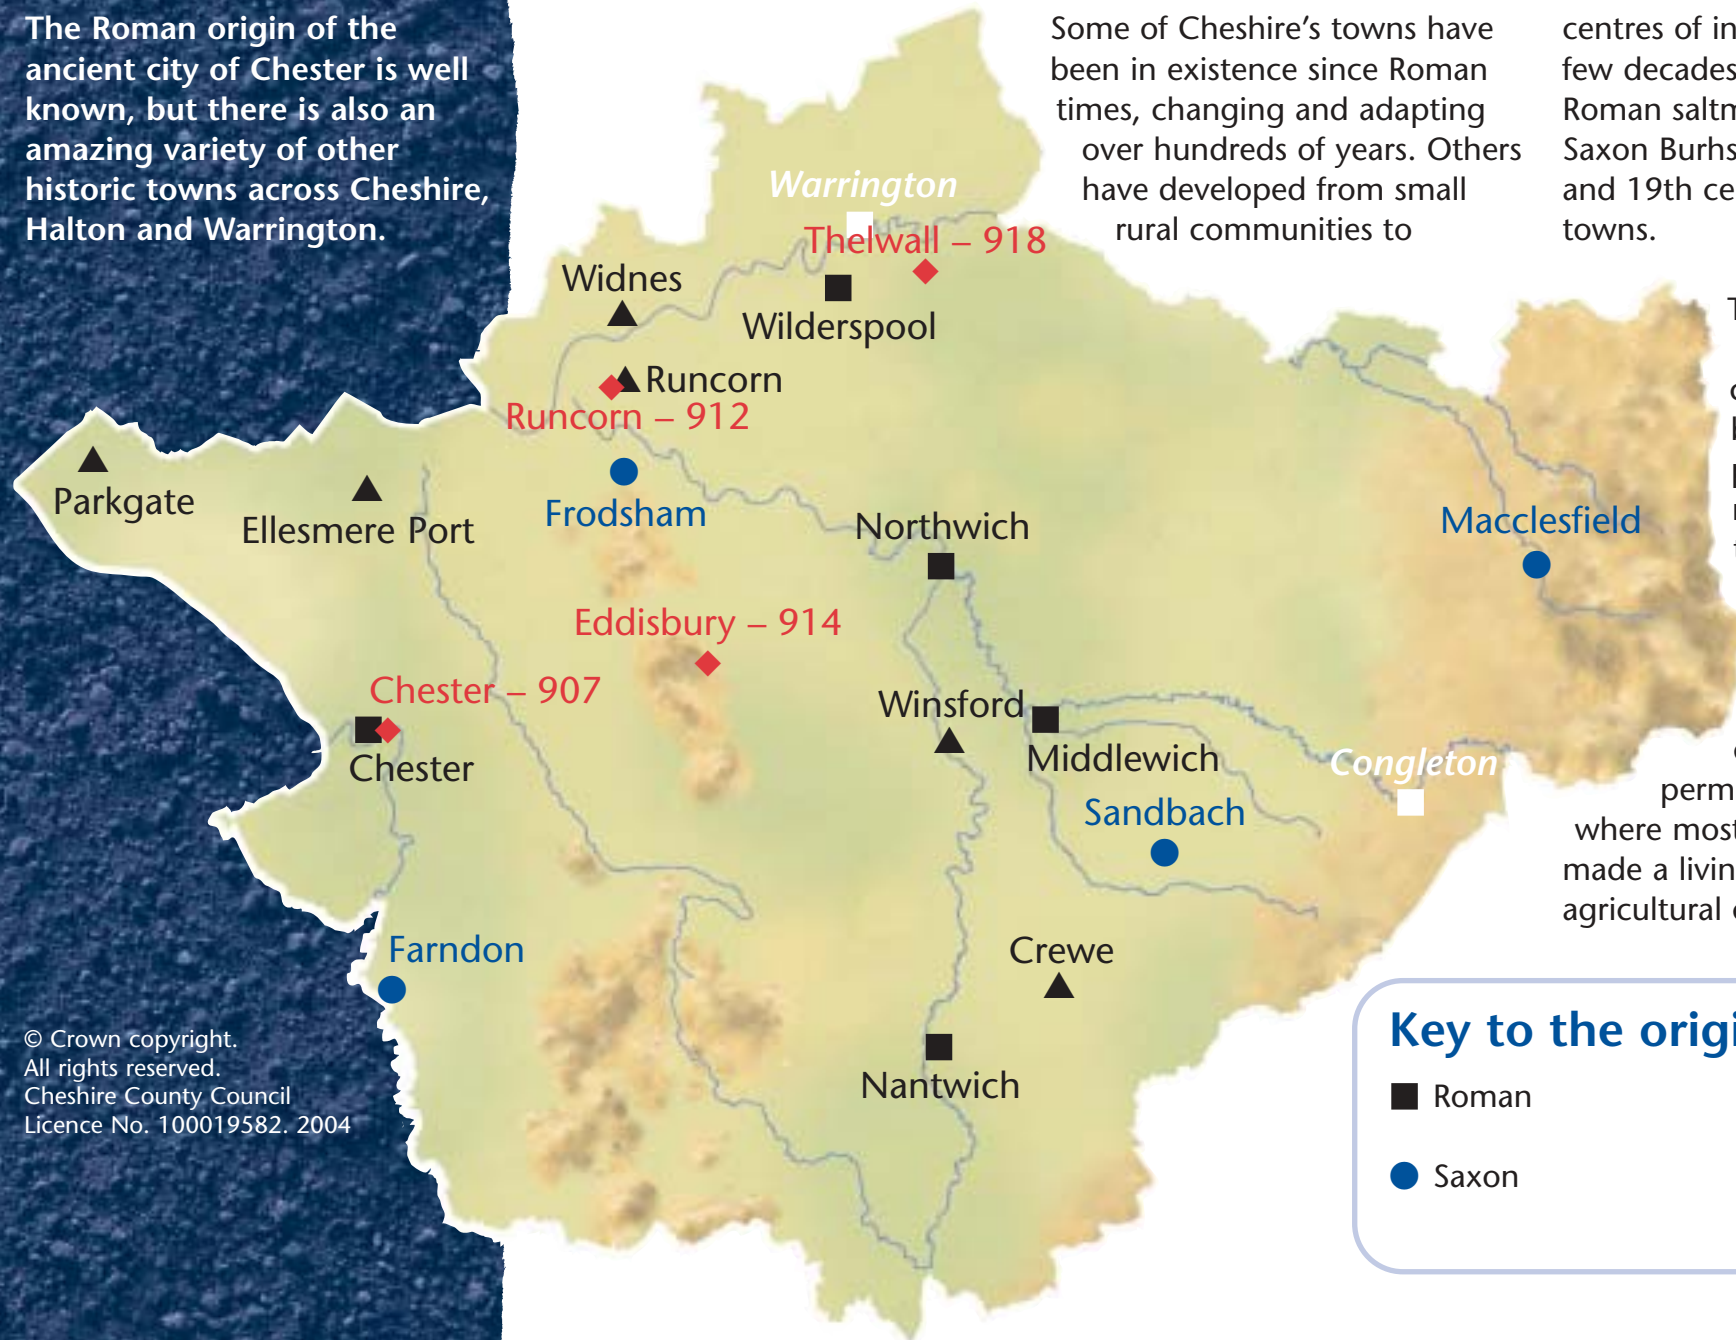 The Roman origin of the
ancient city of Chester is well
known, but there is also an
amazing variety of other
historic towns across Cheshire,
Halton and Warrington.
Some of Cheshire’s towns have
been in existence since Roman
times, changing and adapting
over hundreds of years. Others
have developed from small
rural communities to
centres of in
few decades
Roman saltm
Saxon Burhs
and 19th ce
towns.
Warrington
Thelwall – 918
Widnes
Wilderspool
Runcorn
Runcorn – 912
Parkgate
Ellesmere Port
Frodsham
Northwich
Macclesfield
Eddisbury – 914
Chester – 907
Chester
Winsford
Middlewich
Congleton
Sandbach
Farndon
Crewe
Nantwich
perm
where most
made a livin
agricultural
© Crown copyright.
All rights reserved.
Cheshire County Council
Licence No. 100019582. 2004
Key to the origi
Roman
Saxon